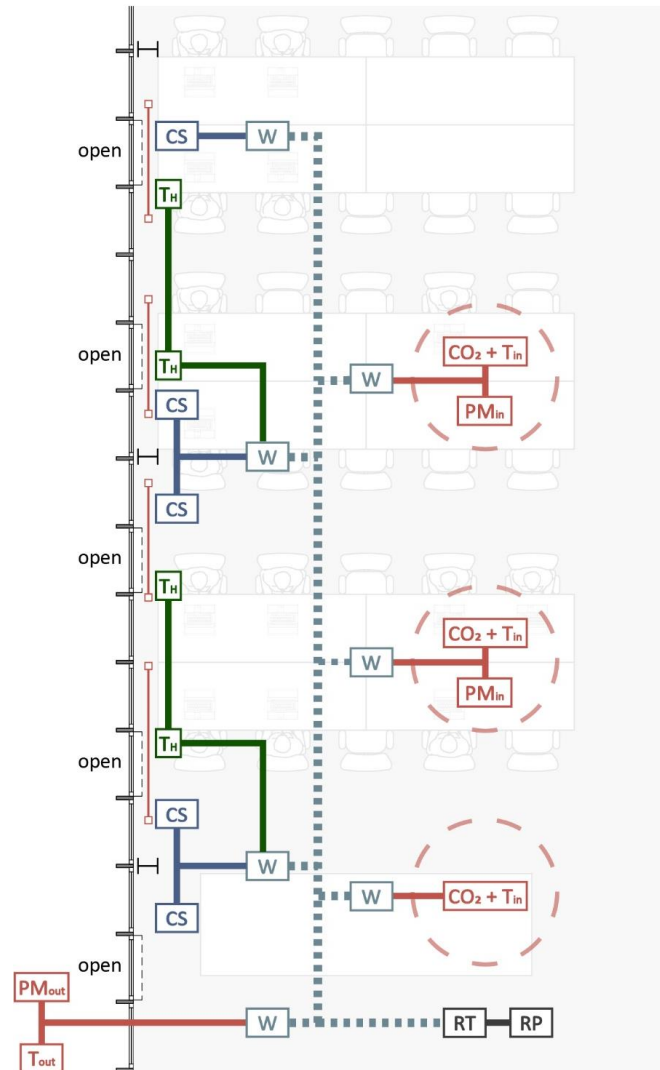 CS W
open
TH
CO₂ + Tin
open
TH W
PMin
CS
W
CS
open
TH
CO₂ + Tin
W
PMin
TH
open
CS
W
W CO₂ + Tin
CS
open
PMout
W RT RP
Tout